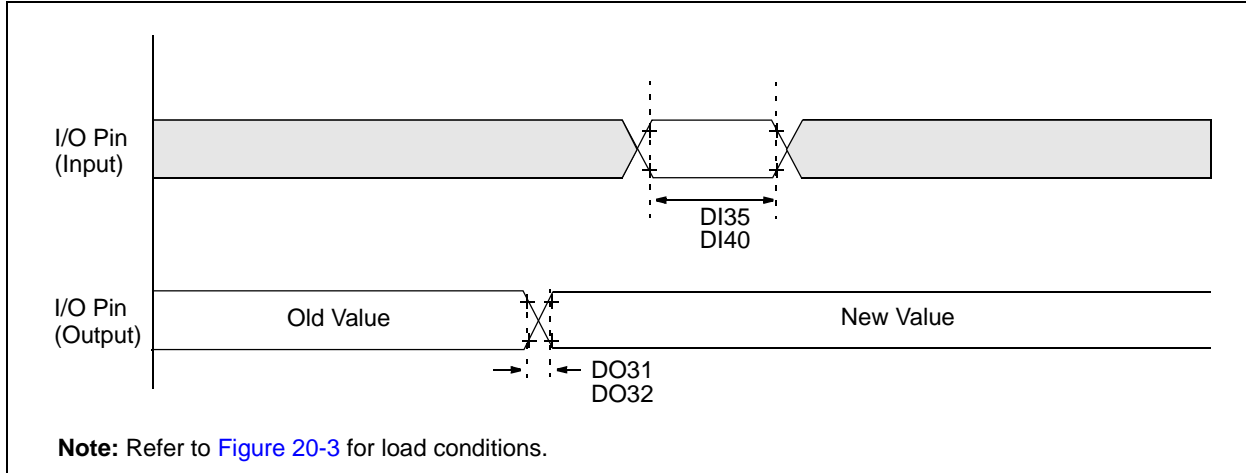 I/O Pin
(Input)
DI35
DI40
I/O Pin
(Output)
Old Value
New Value
DO31
DO32
Note: Refer to Figure 20-3 for load conditions.